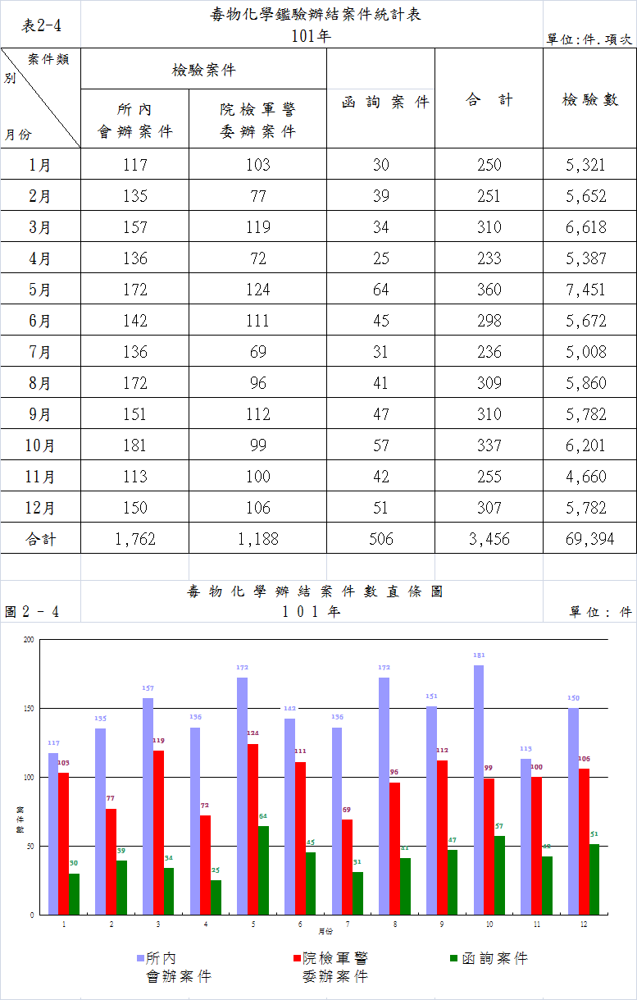 毒物化學鑑驗辦結案件統計表
表2-4
101年
單位:件.項次
案件類
別
月份
檢驗案件
所內
會辦案件
院檢軍警
委辦案件
函詢案件
合 計
檢驗數
1月 117 103 30 250 5,321
2月 135 77 39 251 5,652
3月 157 119 34 310 6,618
4月 136 72 25 233 5,387
5月 172 124 64 360 7,451
6月 142 111 45 298 5,672
7月 136 69 31 236 5,008
8月 172 96 41 309 5,860
9月 151 112 47 310 5,782
10月 181 99 57 337 6,201
11月 113 100 42 255 4,660
12月 150 106 51 307 5,782
合計 1,762 1,188 506 3,456 69,394
毒物化學辦結案件數直條圖
圖2-4
101年
單位: 件
200
150
100
50
0
案件數
117 103 30
135 77 39
157 119 34
136 72 25
172 124 64
142 111 45
136 69 31
172 96 41
151 112 47
181 99 57
113 100 42
150 106 51
1 2 3 4 5 6 7 8 9 10 11 12
月份
所內
會辦案件
院檢軍警
委辦案件
函詢案件